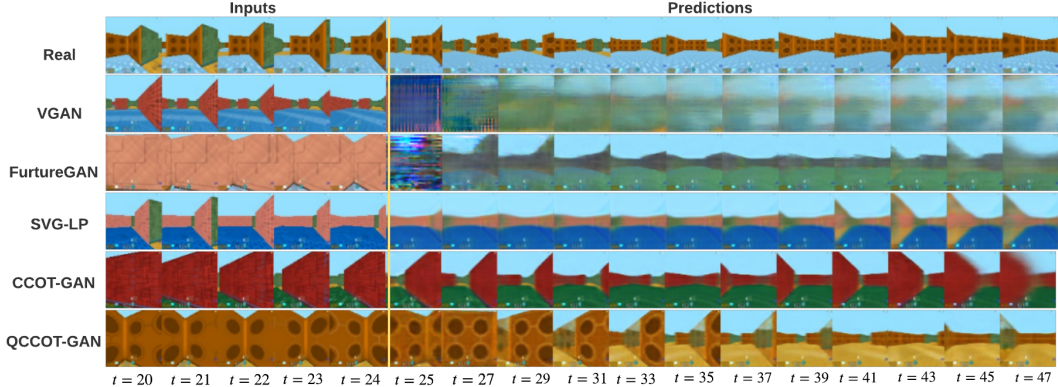 Inputs Predictions
Real
VGAN
FurtureGAN
SVG-LP
CCOT-GAN
QCCOT-GAN
t = 20 t = 21 t = 22 t = 23 t = 24 t = 25 t = 27 t = 29 t = 31 t = 33 t = 35 t = 37 t = 39 t = 41 t = 43 t = 45 t = 47